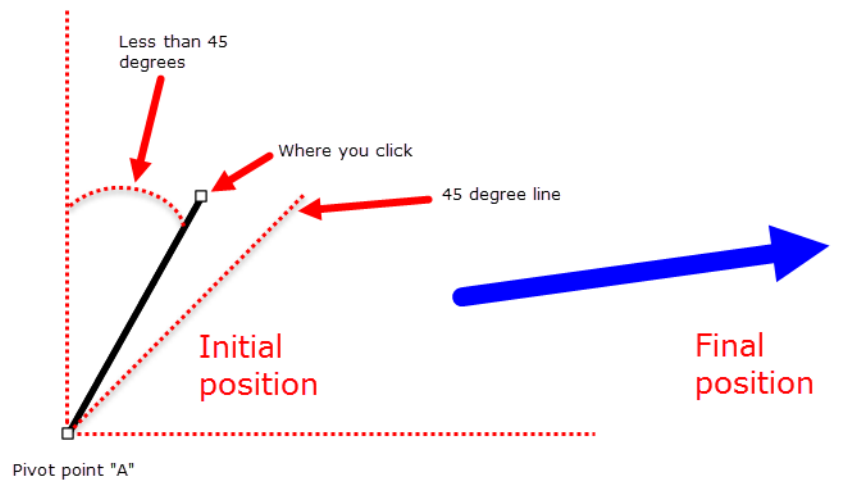 Less than 45
degrees
Where you click
45 degree line
Initial
position
Final
position
Pivot point "A"